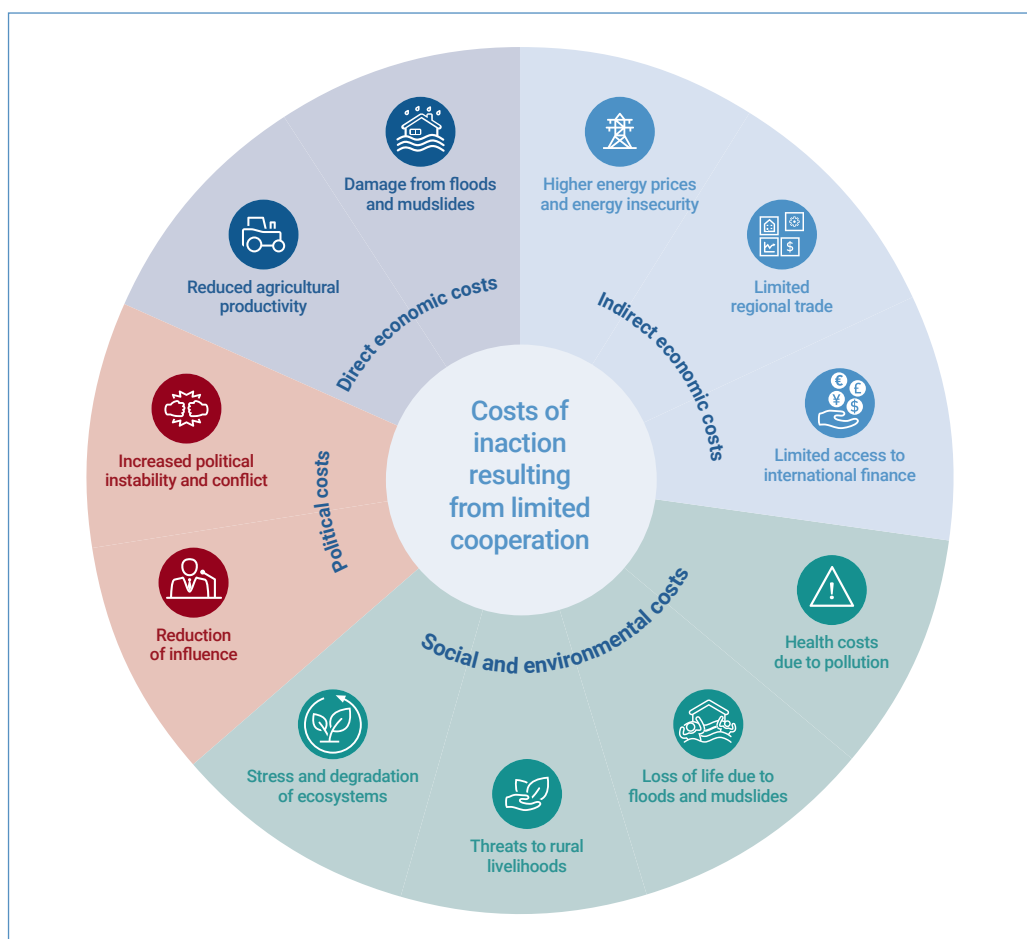 Costs of
inaction
resulting
from limited
cooperation
Direct economic costs
Damage from floods
and mudslides
Reduced agricultural
productivity
Indirect economic costs
Higher energy prices
and energy insecurity
Limited
regional trade
Limited access to
international finance
Social and environmental costs
Health costs
due to pollution
Loss of life due to
floods and mudslides
Threats to rural
livelihoods
Stress and degradation
of ecosystems
Political costs
Reduction
of influence
Increased political
instability and conflict
$
€
£
¥
$
!